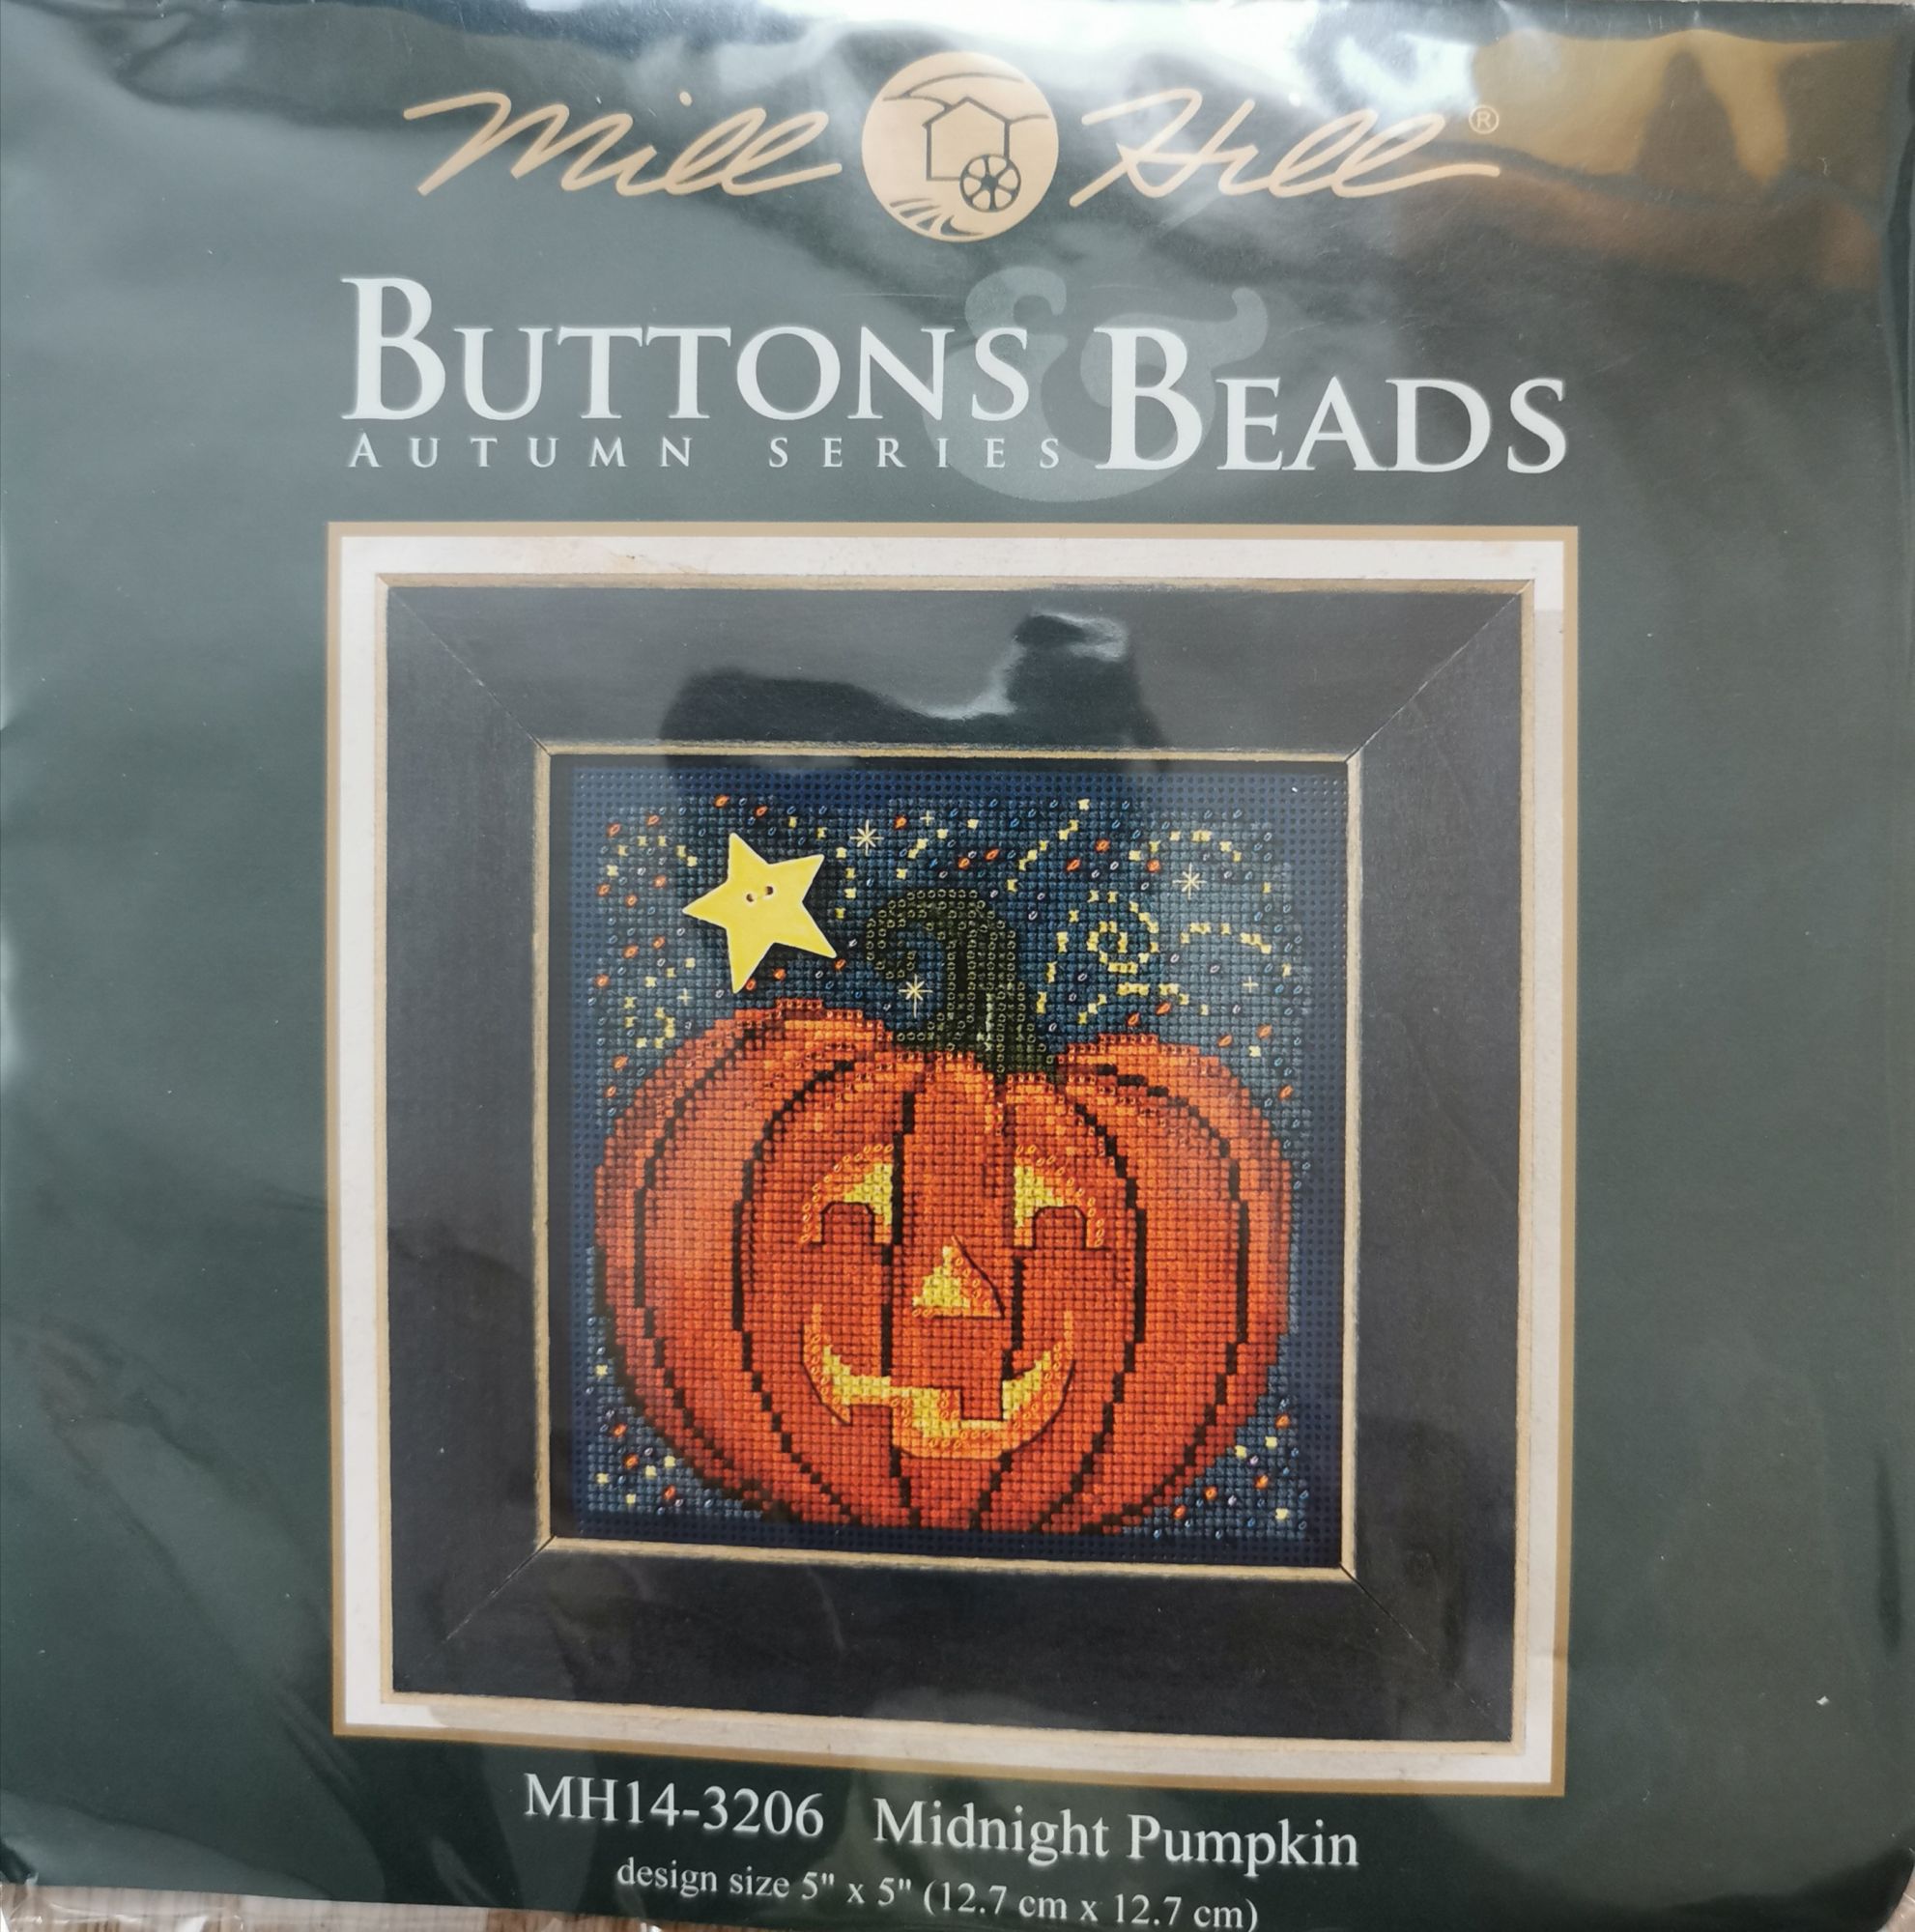 Mill Hill®
BUTTONS & BEADS
AUTUMN SERIES
MH14-3206 Midnight Pumpkin
design size 5" x 5" (12.7 cm x 12.7 cm)